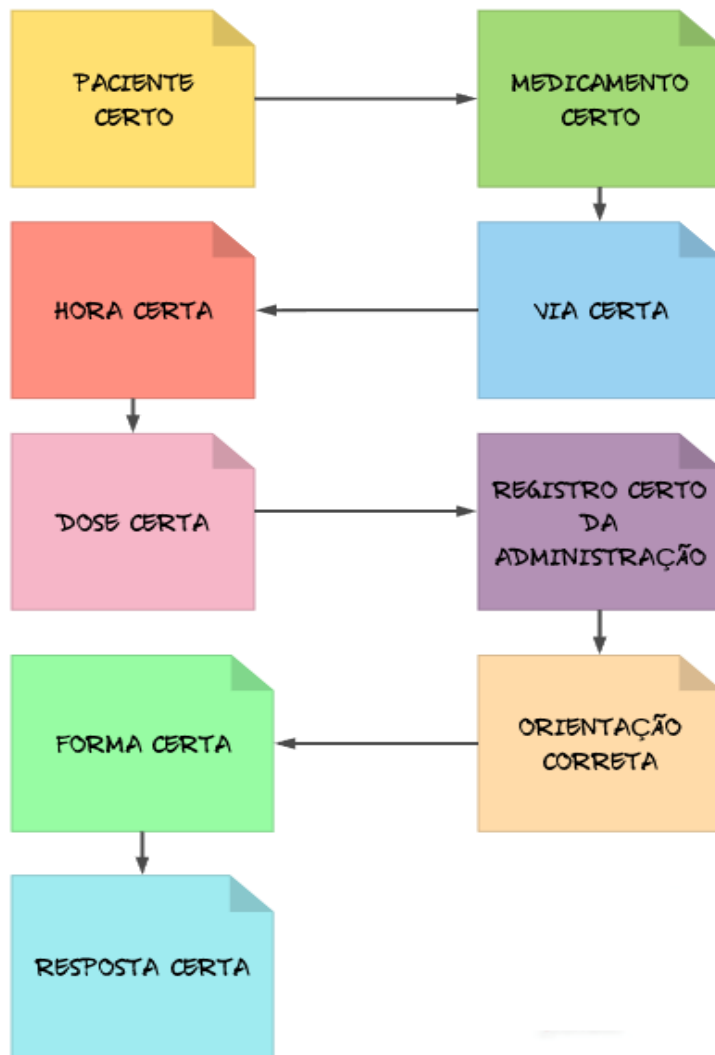 PACIENTE
CERTO
MEDICAMENTO
CERTO
VIA CERTA
HORA CERTA
DOSE CERTA
REGISTRO CERTO
DA
ADMINISTRAÇÃO
ORIENTAÇÃO
CORRETA
FORMA CERTA
RESPOSTA CERTA